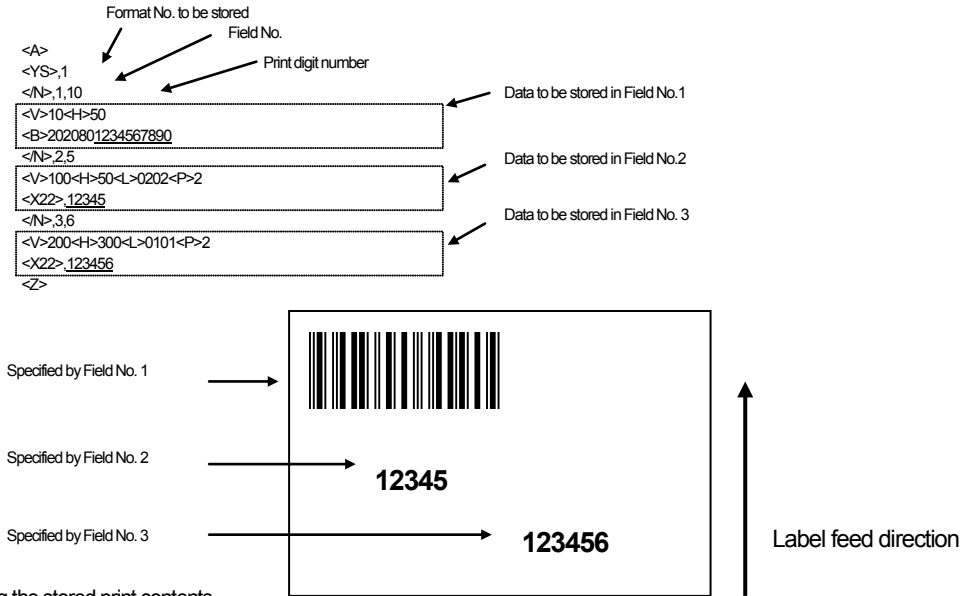 Format No. to be stored
Field No.
Print digit number
<A>
<YS>,1
</N>,1,10
Data to be stored in Field No.1
<V>10<H>50
<B>2020801234567890
</N>,2,5
Data to be stored in Field No.2
<V>100<H>50<L>0202<P>2
<X22>,12345
</N>,3,6
Data to be stored in Field No. 3
<V>200<H>300<L>0101<P>2
<X22>,123456
<Z>
Specified by Field No. 1
Specified by Field No. 2
12345
Specified by Field No. 3
123456
Label feed direction
the stored print contents